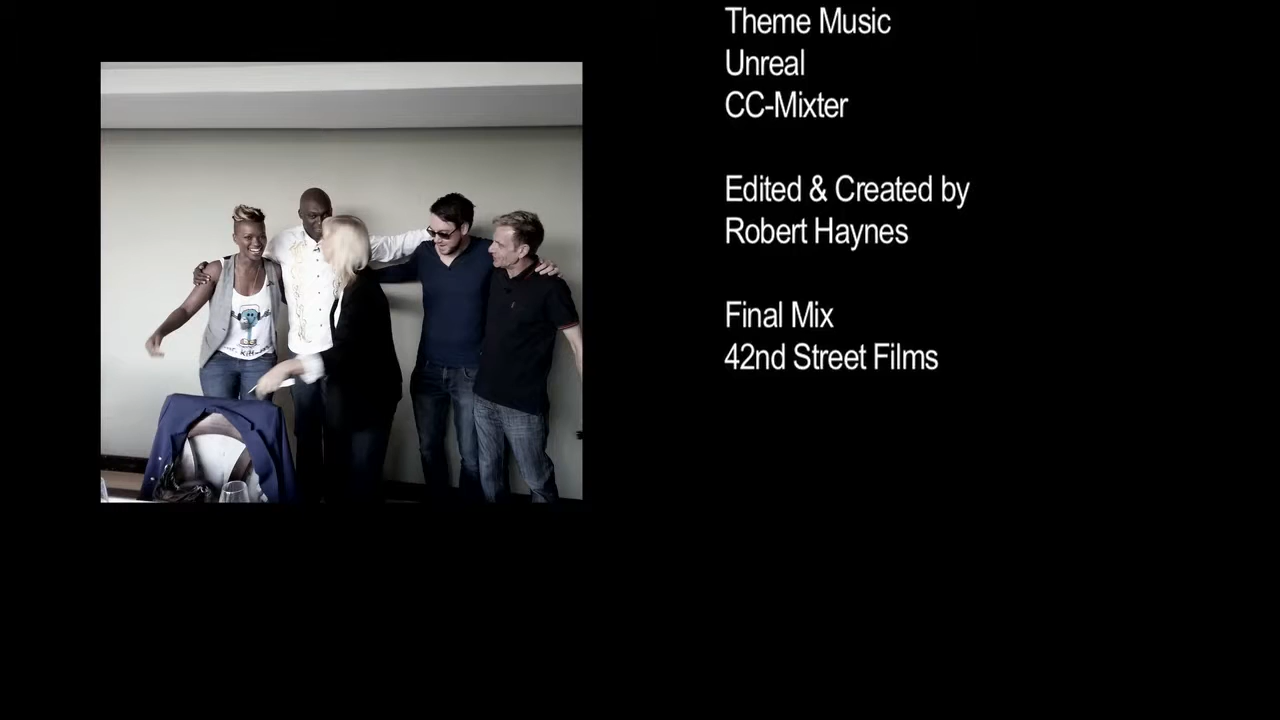 Theme Music
Unreal
CC-Mixter
Edited & Created by
Robert Haynes
Final Mix
42nd Street Films